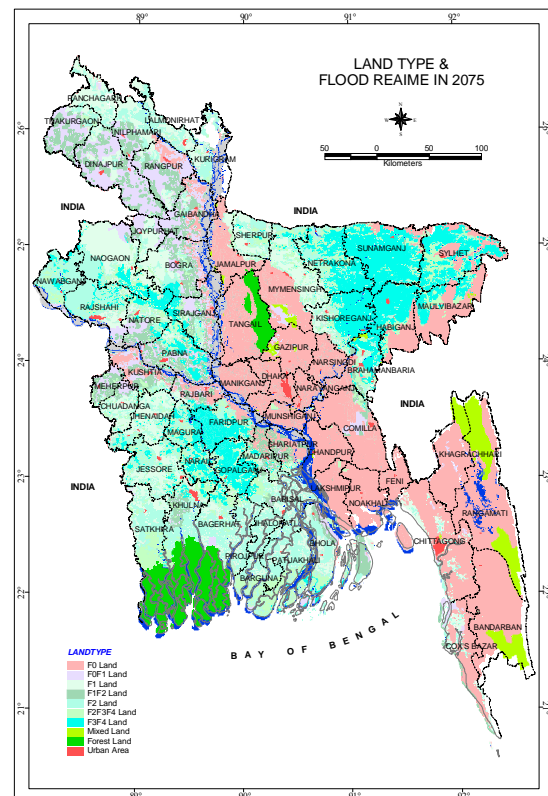 89°
90°
91°
92°
LAND TYPE &
FLOOD REAIME IN 2075
N
W
E
S
50
0
50
100
Kilometers
PANCHAGARH
THAKURGAON
NILPHAMARI
LALMONIRHAT
DINAJPUR
RANGPUR
KURIGRAM
26°
INDIA
INDIA
GAIBANDHA
JOYPURHAT
SHERPUR
SUNAMGANJ
SYLHET
NETRAKONA
25°
NAOGAON
BOGRA
JAMALPUR
MYMENSINGH
NAWABGANJ
RAJSHAHI
NATORE
SIRAJGANJ
TANGAIL
KISHOREGANJ
HABIGANJ
MAULVIBAZAR
24°
PABNA
GAZIPUR
NARSINGDI
BRAHAMANBARIA
MEHERPUR
KUSHTIA
CHUADANGA
RAJBARI
MANIKGANJ
DHAKA
NARAYANGANJ
INDIA
JHENAIDAH
MAGURA
FARIDPUR
MUNSHIGANJ
COMILLA
SHARIATPUR
MADARIPUR
CHANDPUR
KHAGRACHHARI
JESSORE
NARAIL
GOPALGANJ
23°
INDIA
LAKSHMIPUR
FENI
NOAKHALI
RANGAMATI
BARISAL
KHULNA
SATKHIRA
BAGERHAT
JHALOKATI
BHOLA
CHITTAGONG
PIROJPUR
PATUAKHALI
BARGUNA
22°
BANDARBAN
COX'S BAZAR
BAY OF BENGAL
21°
LANDTYPE
F0 Land
F0F1 Land
F1 Land
F1F2 Land
F2 Land
F2F3F4 Land
F3F4 Land
Mixed Land
Forest Land
Urban Area
89°
90°
91°
92°